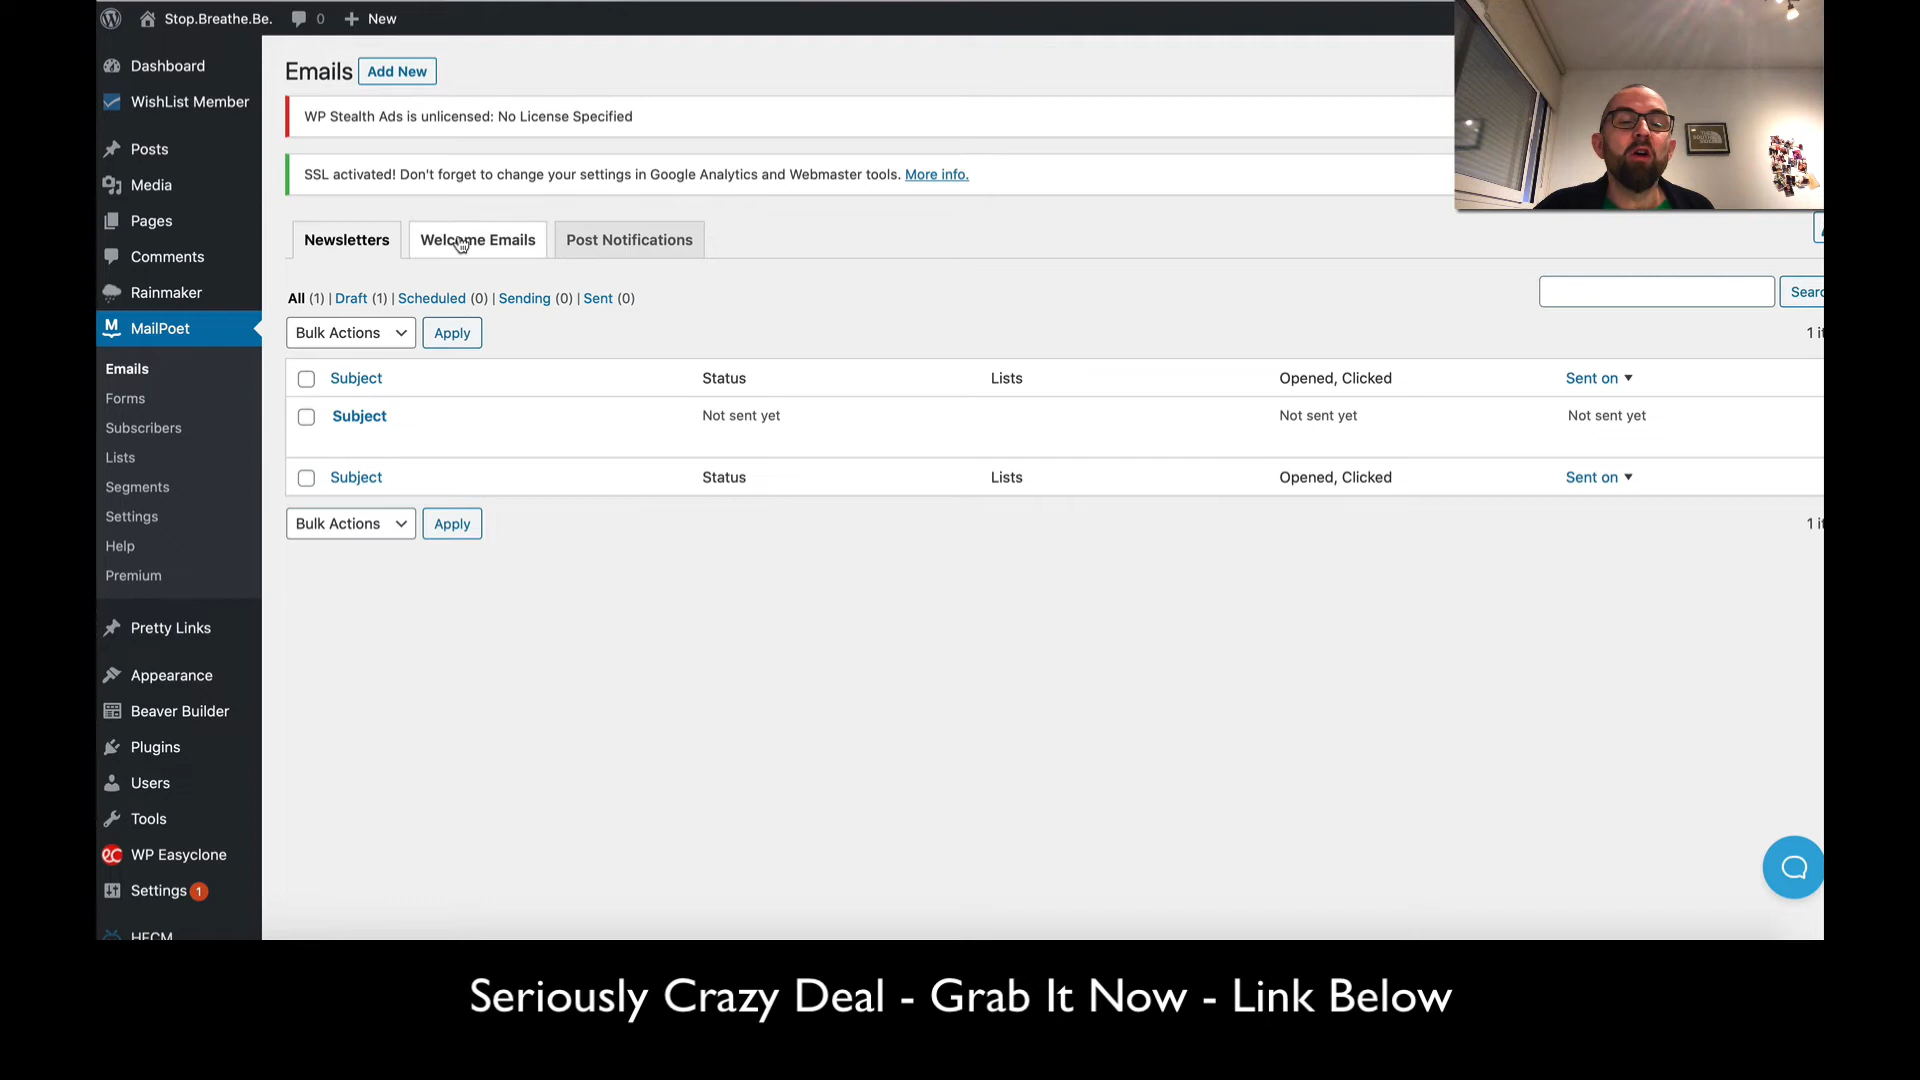 Stop.Breathe.Be. 0 New
Dashboard
WishList Member
Posts
Media
Pages
Comments
Rainmaker
MailPoet
Emails
Forms
Subscribers
Lists
Segments
Settings
Help
Premium
Pretty Links
Appearance
Beaver Builder
Plugins
Users
Tools
WP Easyclone
Settings 1
HECM
Emails Add New
WP Stealth Ads is unlicensed: No License Specified
SSL activated! Don't forget to change your settings in Google Analytics and Webmaster tools. More info.
Newsletters Welcome Emails Post Notifications
All (1) | Draft (1) | Scheduled (0) | Sending (0) | Sent (0)
Bulk Actions Apply
Subject Status Lists Opened, Clicked Sent on
Subject Not sent yet Not sent yet Not sent yet
Subject Status Lists Opened, Clicked Sent on
Bulk Actions Apply
Seriously Crazy Deal - Grab It Now - Link Below